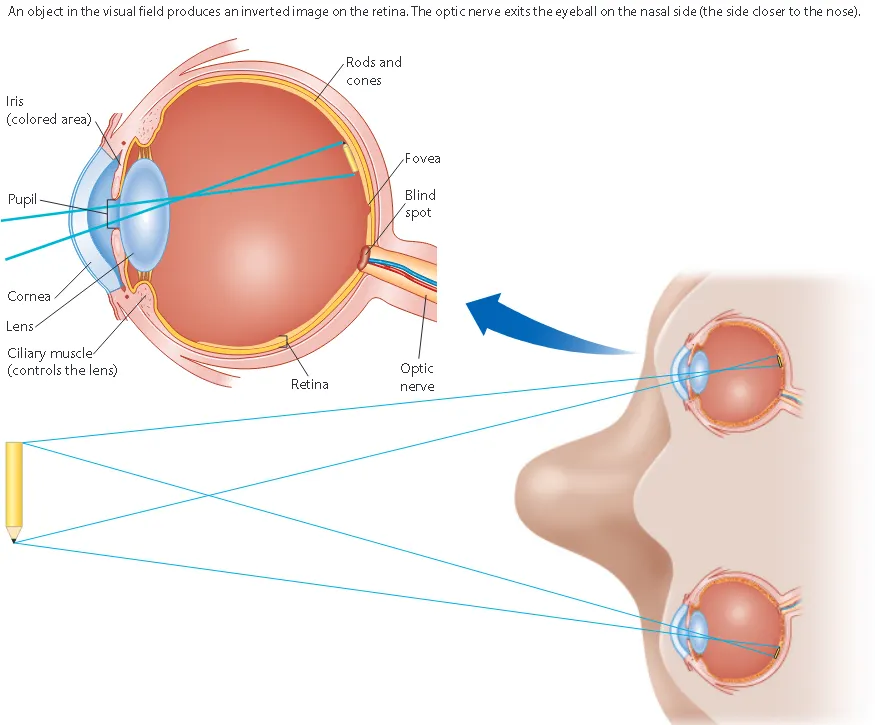 An object in the visual field produces an inverted image on the retina. The optic nerve exits the eyeball on the nasal side (the side closer to the nose).
Rods and
cones
Iris
(colored area)
Fovea
Pupil
Blind
spot
Cornea
Lens
Ciliary muscle
(controls the lens)
Retina
Optic
nerve